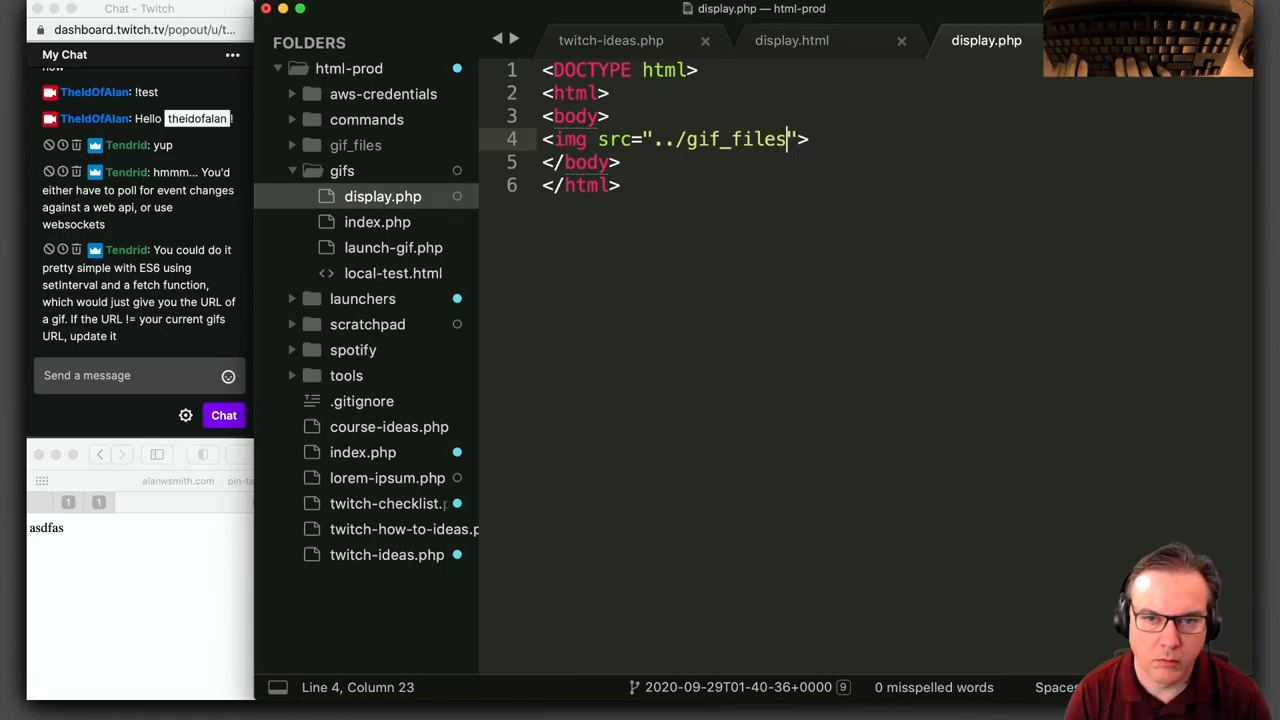 Chat - Twitch
dashboard.twitch.tv/popout/u/t...
My Chat
now
TheIdOfAlan: !test
TheIdOfAlan: Hello theidofalan!
Tendrid: yup
Tendrid: hmmm... You'd
either have to poll for event changes
against a web api, or use
websockets
Tendrid: You could do it
pretty simple with ES6 using
setInterval and a fetch function,
which would just give you the URL of
a gif. If the URL != your current gifs
URL, update it
Send a message
Chat
alanwsmith.com pin-ta
1 1
asdfas
display.php — html-prod
FOLDERS
html-prod
aws-credentials
commands
gif_files
gifs
display.php
index.php
launch-gif.php
<> local-test.html
launchers
scratchpad
spotify
tools
.gitignore
course-ideas.php
index.php
lorem-ipsum.php
twitch-checklist.p
twitch-how-to-ideas.p
twitch-ideas.php
twitch-ideas.php
display.html
display.php
1 <DOCTYPE html>
2 <html>
3 <body>
4 <img src="../gif_files">
5 </body>
6 </html>
Line 4, Column 23
2020-09-29T01-40-36+0000 9
0 misspelled words
Spaces